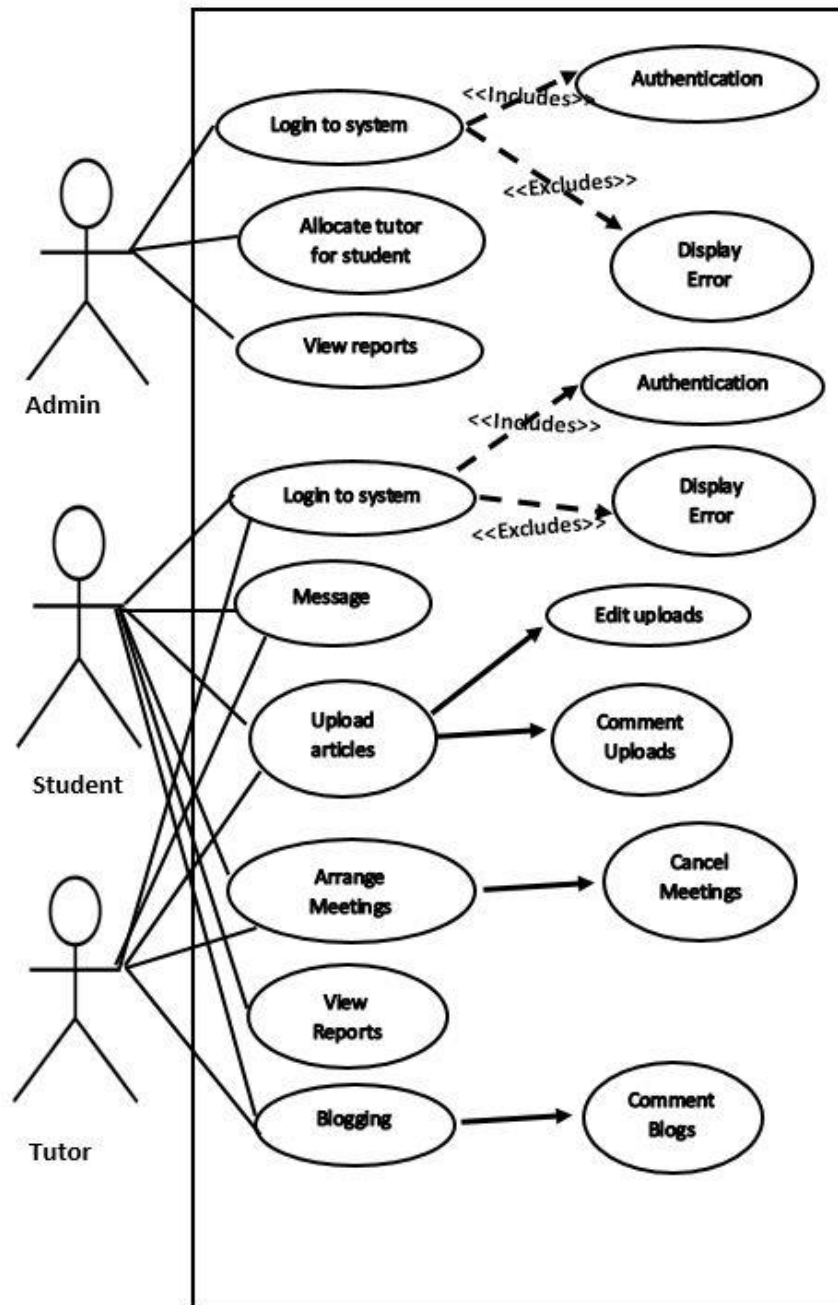 Authentication
<<Includes>>
Login to system
<<Excludes>>
Allocate tutor
for student
Display
Error
View reports
Admin
Authentication
<<Includes>>
Login to system
Display
Error
<<Excludes>>
Message
Edit uploads
Upload
articles
Comment
Uploads
Student
Arrange
Meetings
Cancel
Meetings
View
Reports
Blogging
Comment
Blogs
Tutor